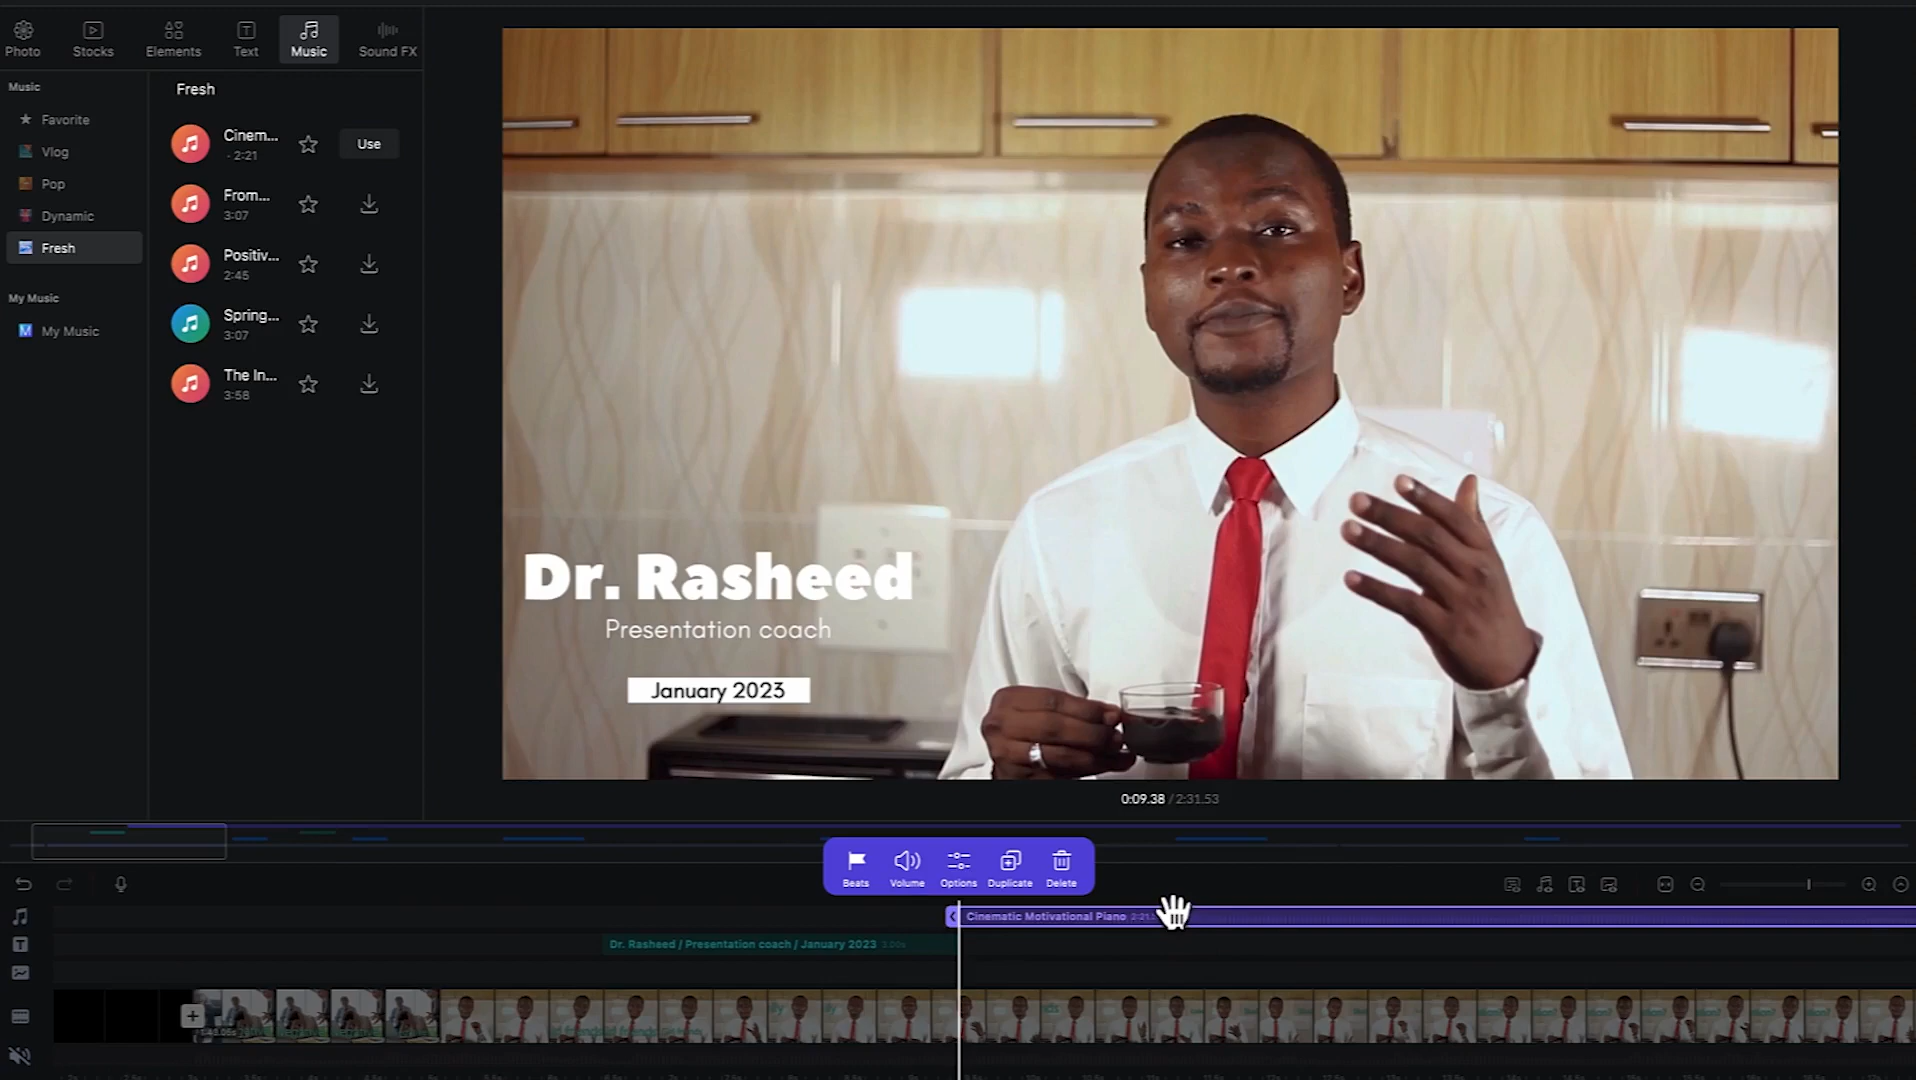 Photo
Stocks
Elements
Text
Music
Sound FX
Music
Favorite
Vlog
Pop
Dynamic
Fresh
My Music
My Music
Fresh
Cinem...
· 2:21
Use
From...
3:07
Positiv...
2:45
Spring...
3:07
The In...
3:58
Dr. Rasheed
Presentation coach
January 2023
0:09.38 / 2:31.53
Beats
Volume
Options
Duplicate
Delete
Cinematic Motivational Piano
Dr. Rasheed / Presentation coach / January 2023 3.00s